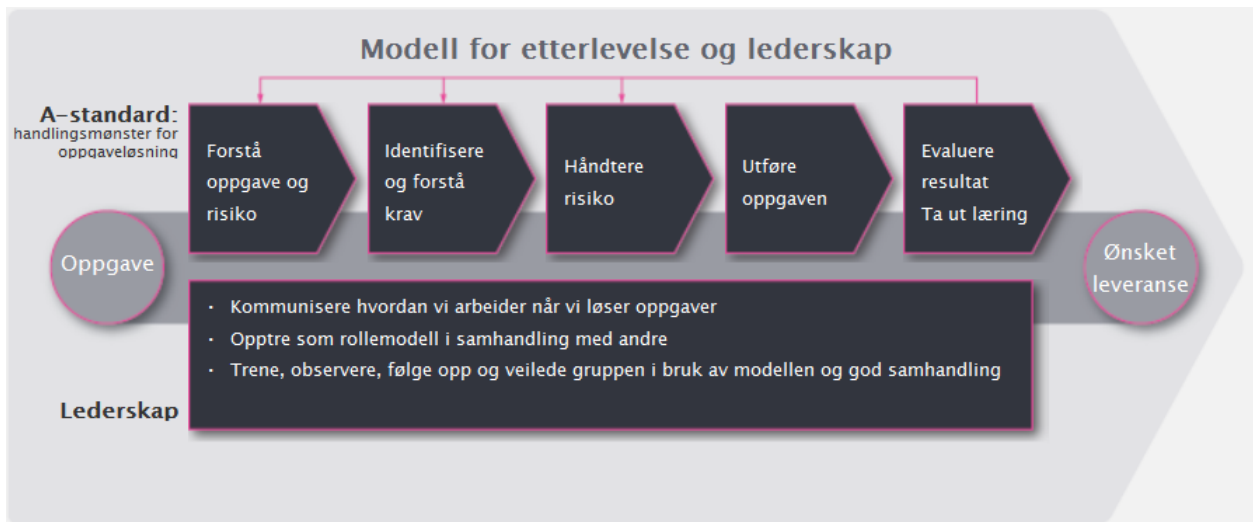 Modell for etterlevelse og lederskap
A-standard:
handlingsmønster for
oppgaveløsning
Forstå
oppgave og
risiko
Identifisere
og forstå
krav
Håndtere
risiko
Utføre
oppgaven
Evaluere
resultat
Ta ut læring
Oppgave
Ønsket
leveranse
· Kommunisere hvordan vi arbeider når vi løser oppgaver
· Opptre som rollemodell i samhandling med andre
· Trene, observere, følge opp og veilede gruppen i bruk av modellen og god samhandling
Lederskap